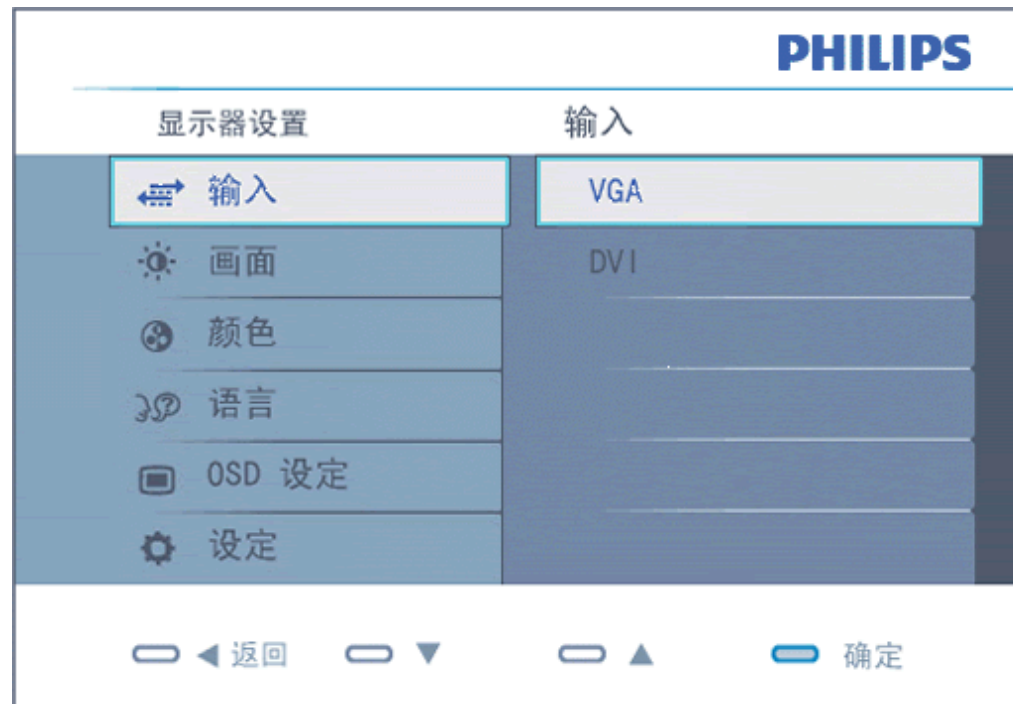 PHILIPS
显示器设置 输入
输入 VGA
画面 DVI
颜色
语言
OSD 设定
设定
返回 确定